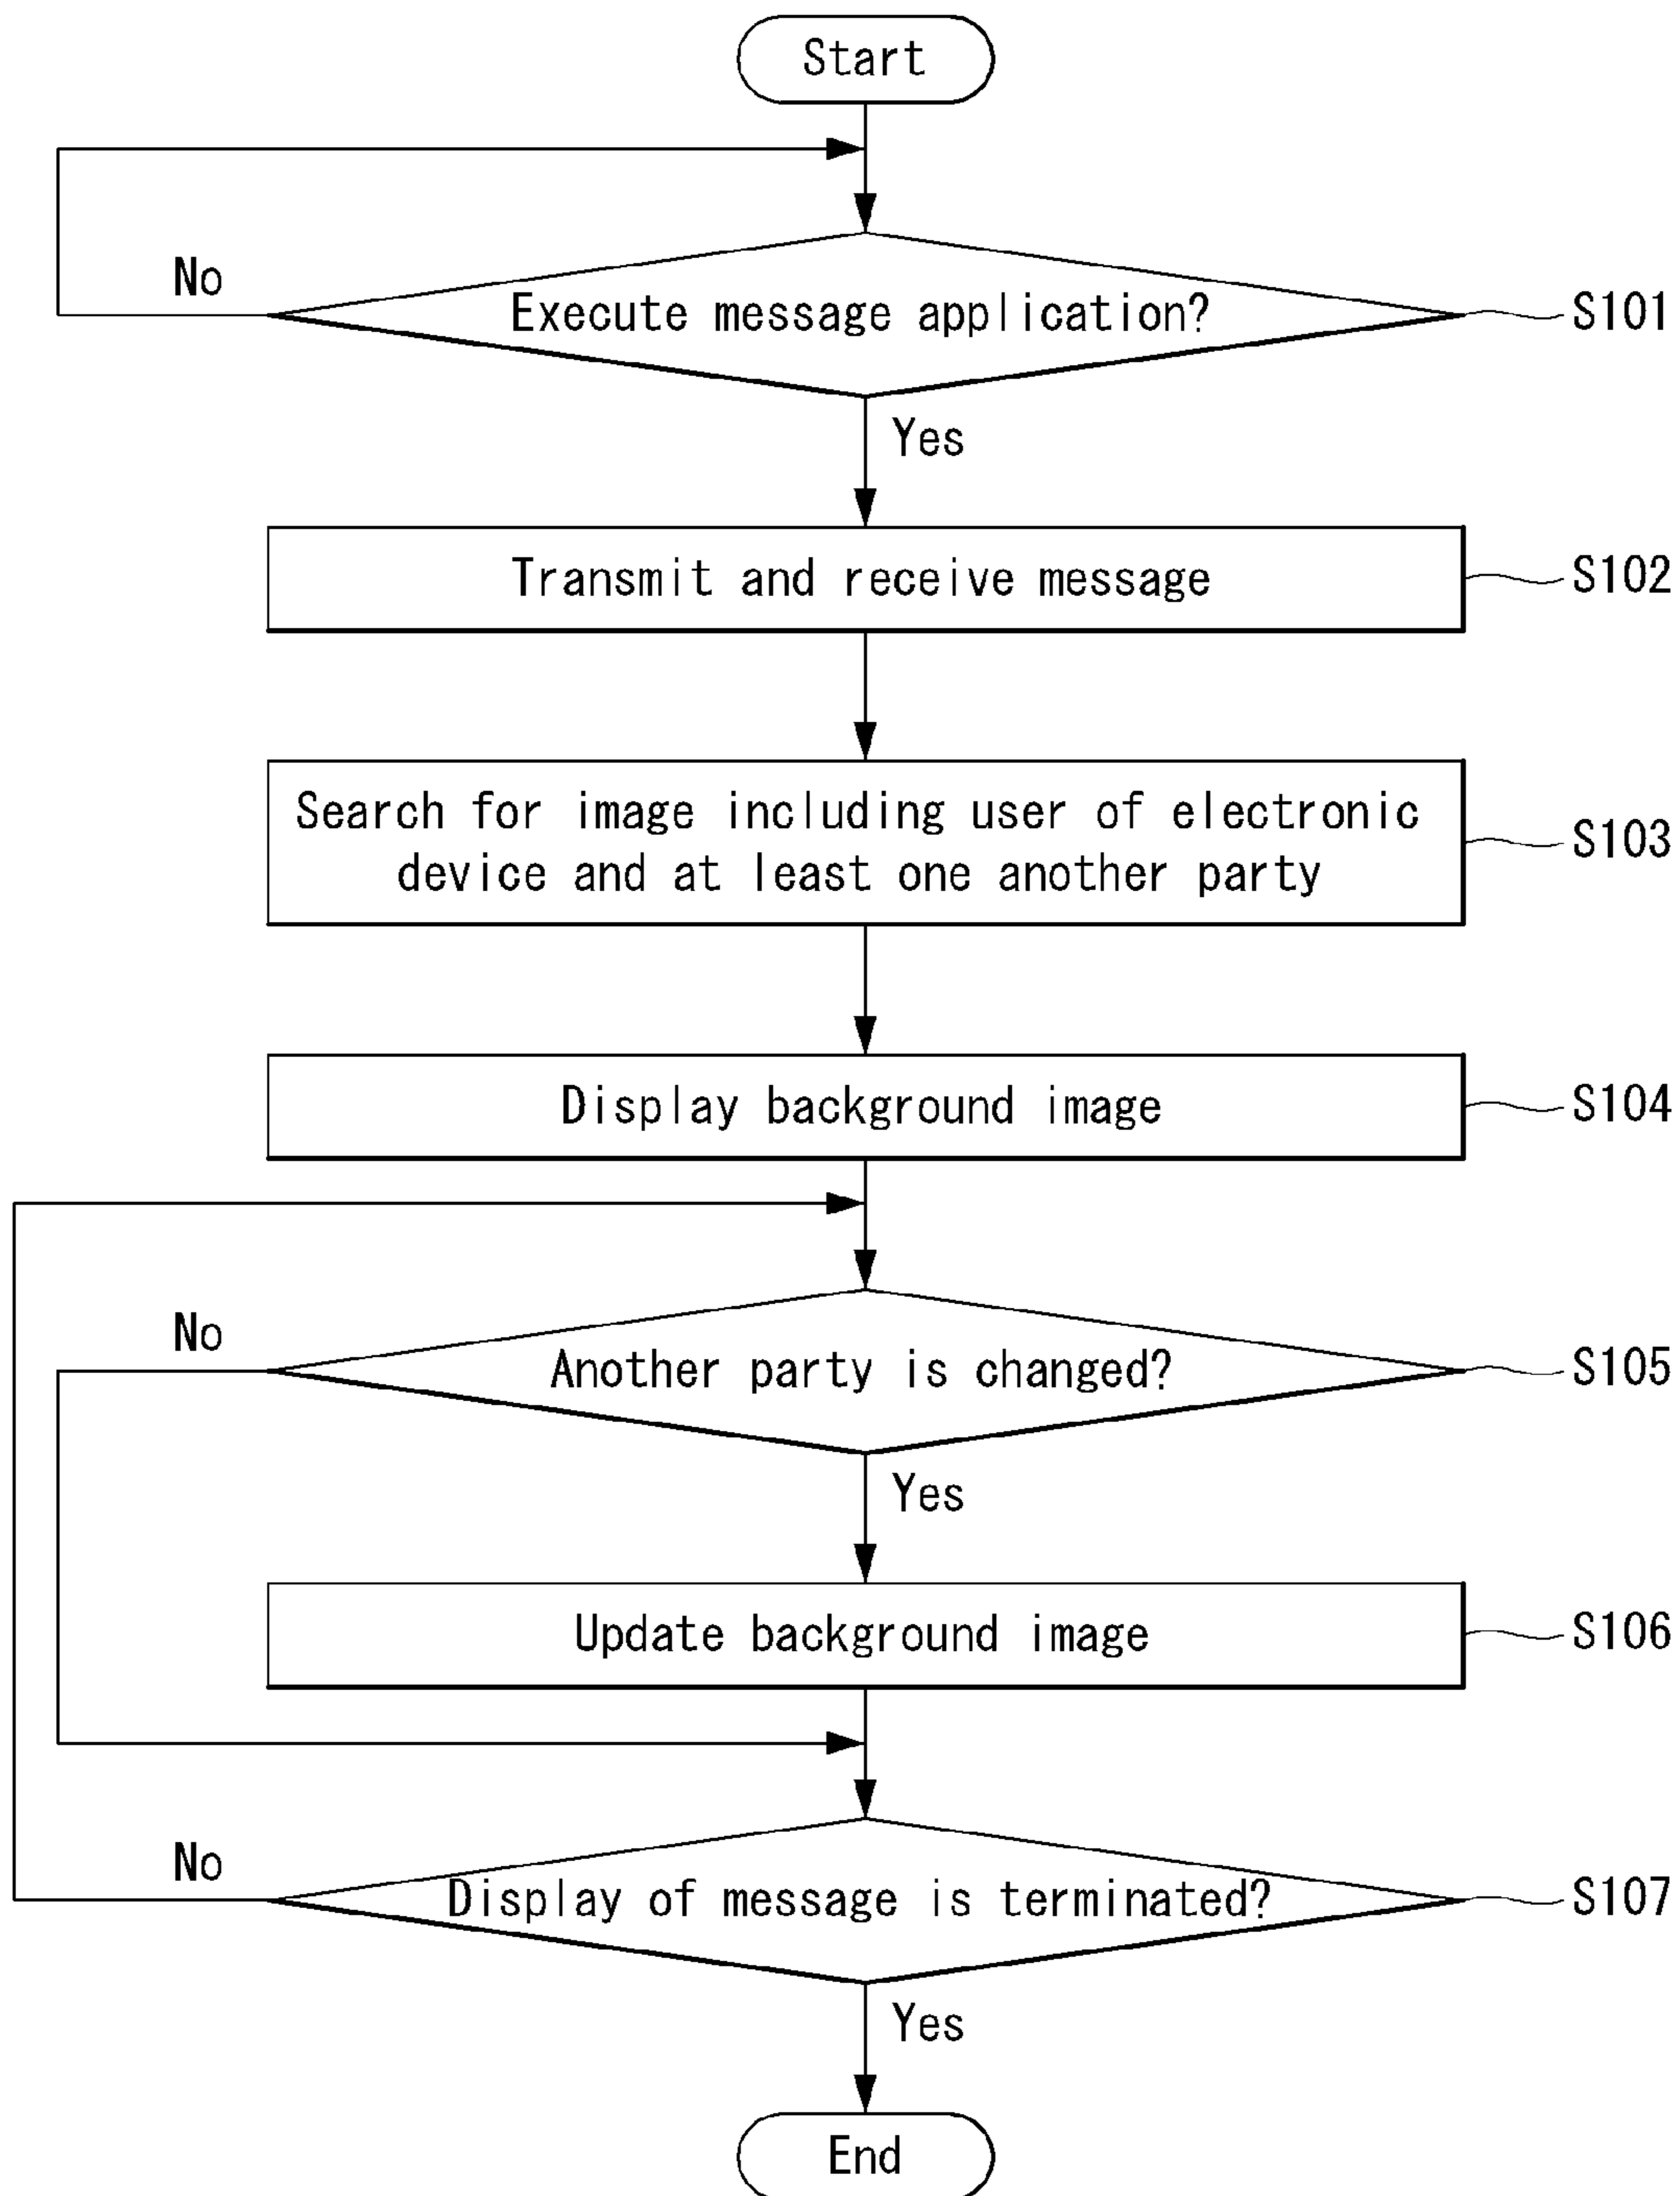 Start
No
Execute message application?
S101
Yes
Transmit and receive message
S102
Search for image including user of electronic
device and at least one another party
S103
Display background image
S104
No
Another party is changed?
S105
Yes
Update background image
S106
No
Display of message is terminated?
S107
Yes
End